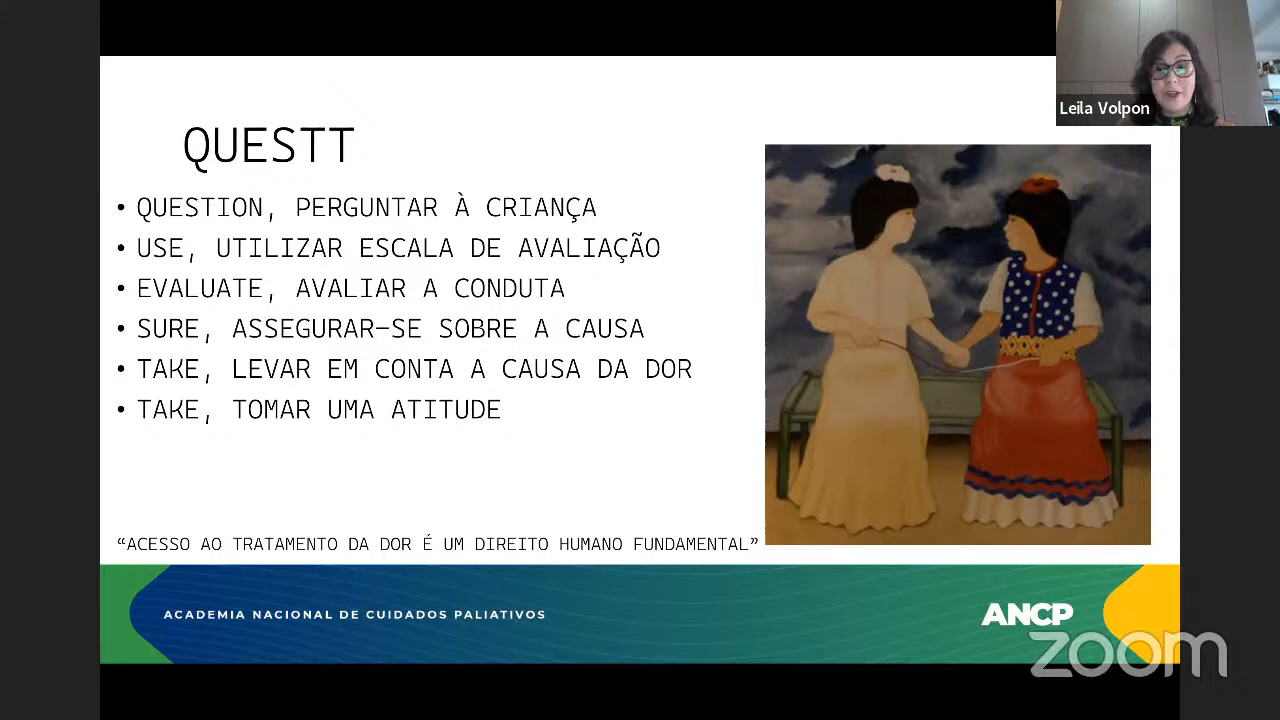 Leila Volpon
QUESTT
• QUESTION, PERGUNTAR À CRIANÇA
• USE, UTILIZAR ESCALA DE AVALIAÇÃO
• EVALUATE, AVALIAR A CONDUTA
• SURE, ASSEGURAR-SE SOBRE A CAUSA
• TAKE, LEVAR EM CONTA A CAUSA DA DOR
• TAKE, TOMAR UMA ATITUDE
“ACESSO AO TRATAMENTO DA DOR É UM DIREITO HUMANO FUNDAMENTAL”
ACADEMIA NACIONAL DE CUIDADOS PALIATIVOS
ANCP
zoom